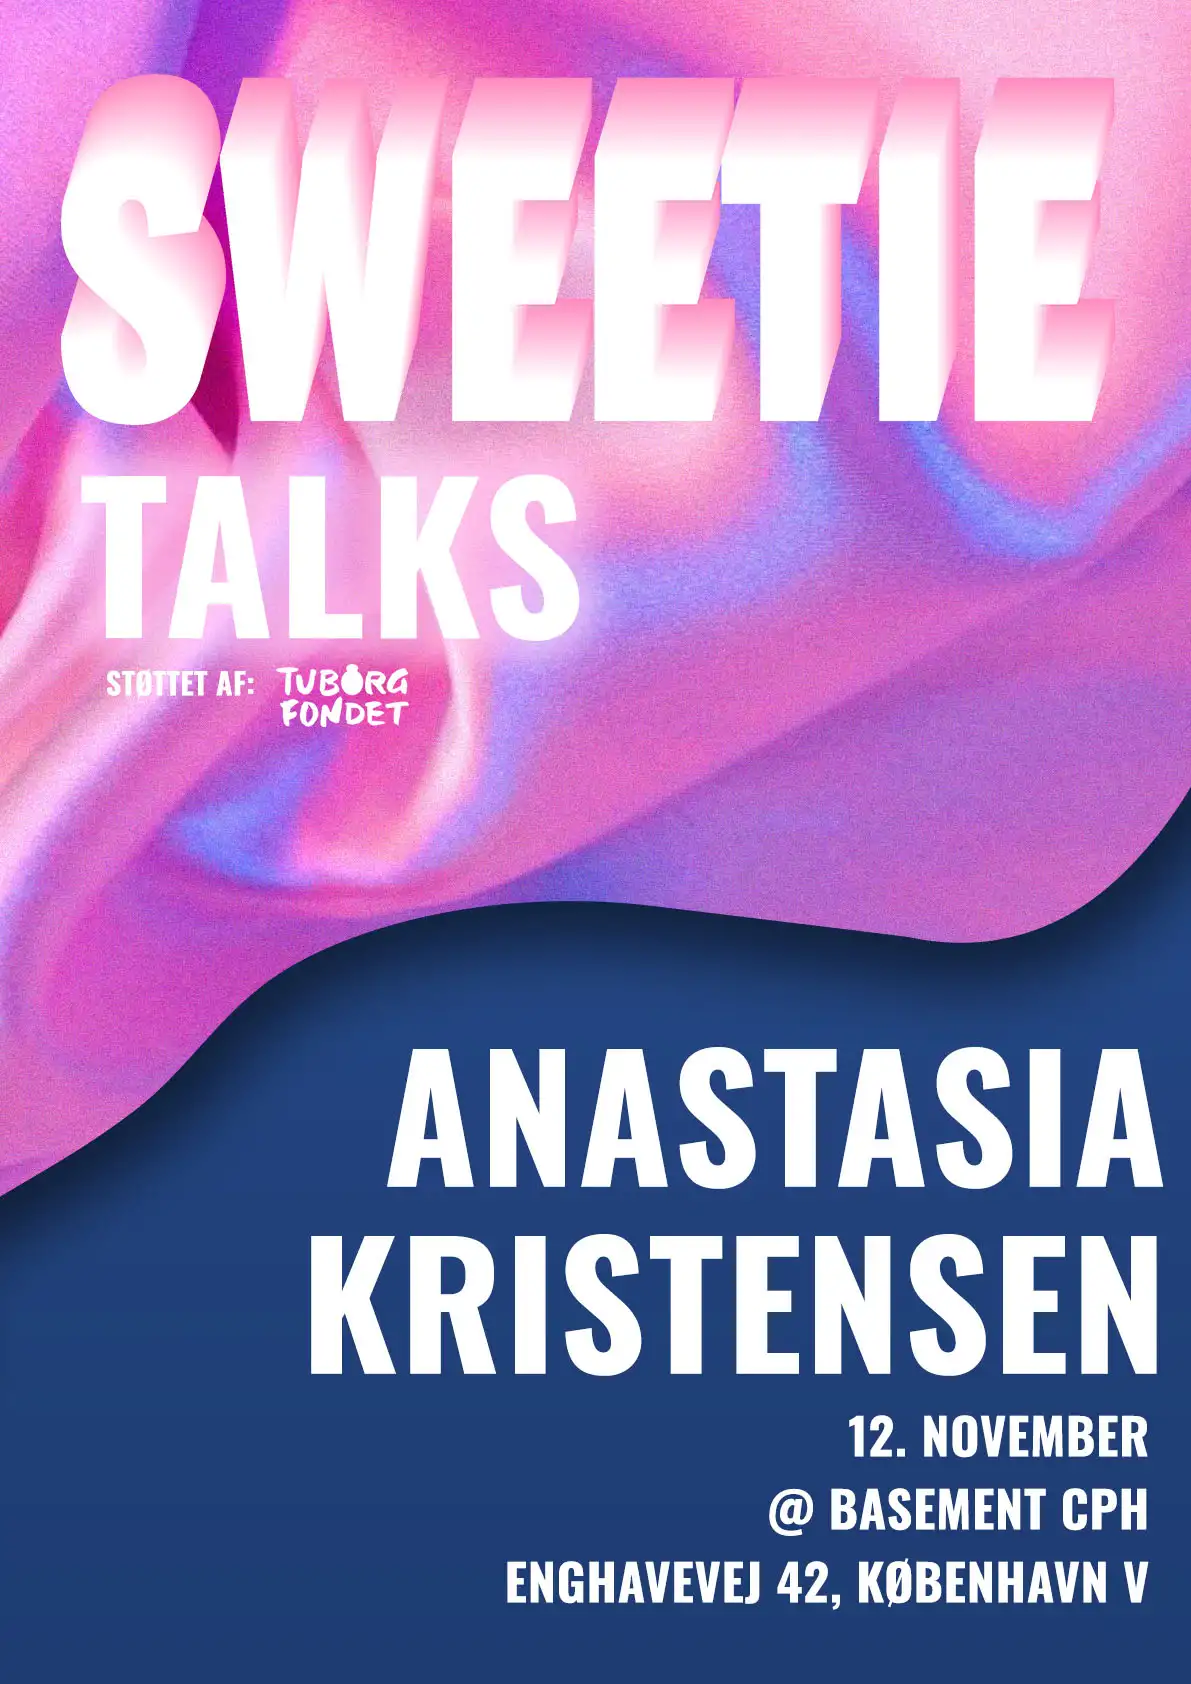 SWEETIE
TALKS
STØTTET AF: TUBORG
FONDET
ANASTASIA
KRISTENSEN
12. NOVEMBER
@ BASEMENT CPH
ENGHAVEVEJ 42, KØBENHAVN V